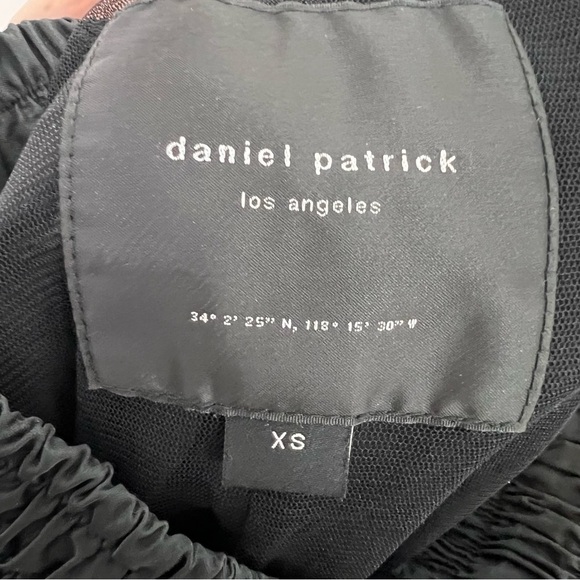 daniel patrick
los angeles
34° 2' 25" N, 118° 15' 30" W
XS